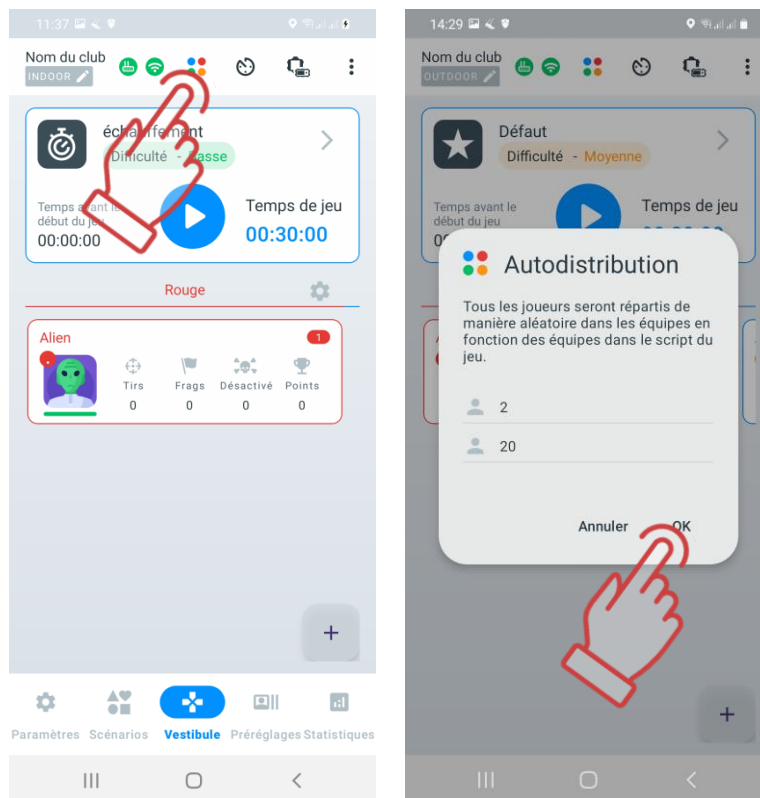 11:37
Nom du club
INDOOR
échauffement
Difficulté - Basse
Temps avant le
début du jeu
00:00:00
Temps de jeu
00:30:00
Rouge
Alien
1
Tirs Frags Désactivé Points
0 0 0 0
+
Paramètres Scénarios Vestibule Préréglages Statistiques
14:29
Nom du club
OUTDOOR
Défaut
Difficulté - Moyenne
Temps avant le
début du jeu
Temps de jeu
Autodistribution
Tous les joueurs seront répartis de
manière aléatoire dans les équipes en
fonction des équipes dans le script du
jeu.
2
20
Annuler OK
+